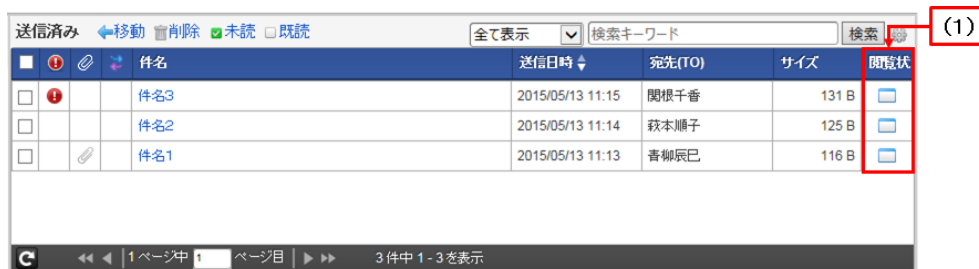 送信済み 移動 削除 未読 既読 全て表示 検索キーワード 検索 (1)
件名 送信日時 宛先(TO) サイズ 閲覧状
件名3 2015/05/13 11:15 関根千香 131 B
件名2 2015/05/13 11:14 萩本順子 125 B
件名1 2015/05/13 11:13 青柳辰巳 116 B
1 ページ中 1 ページ目 3 件中 1 - 3 を表示